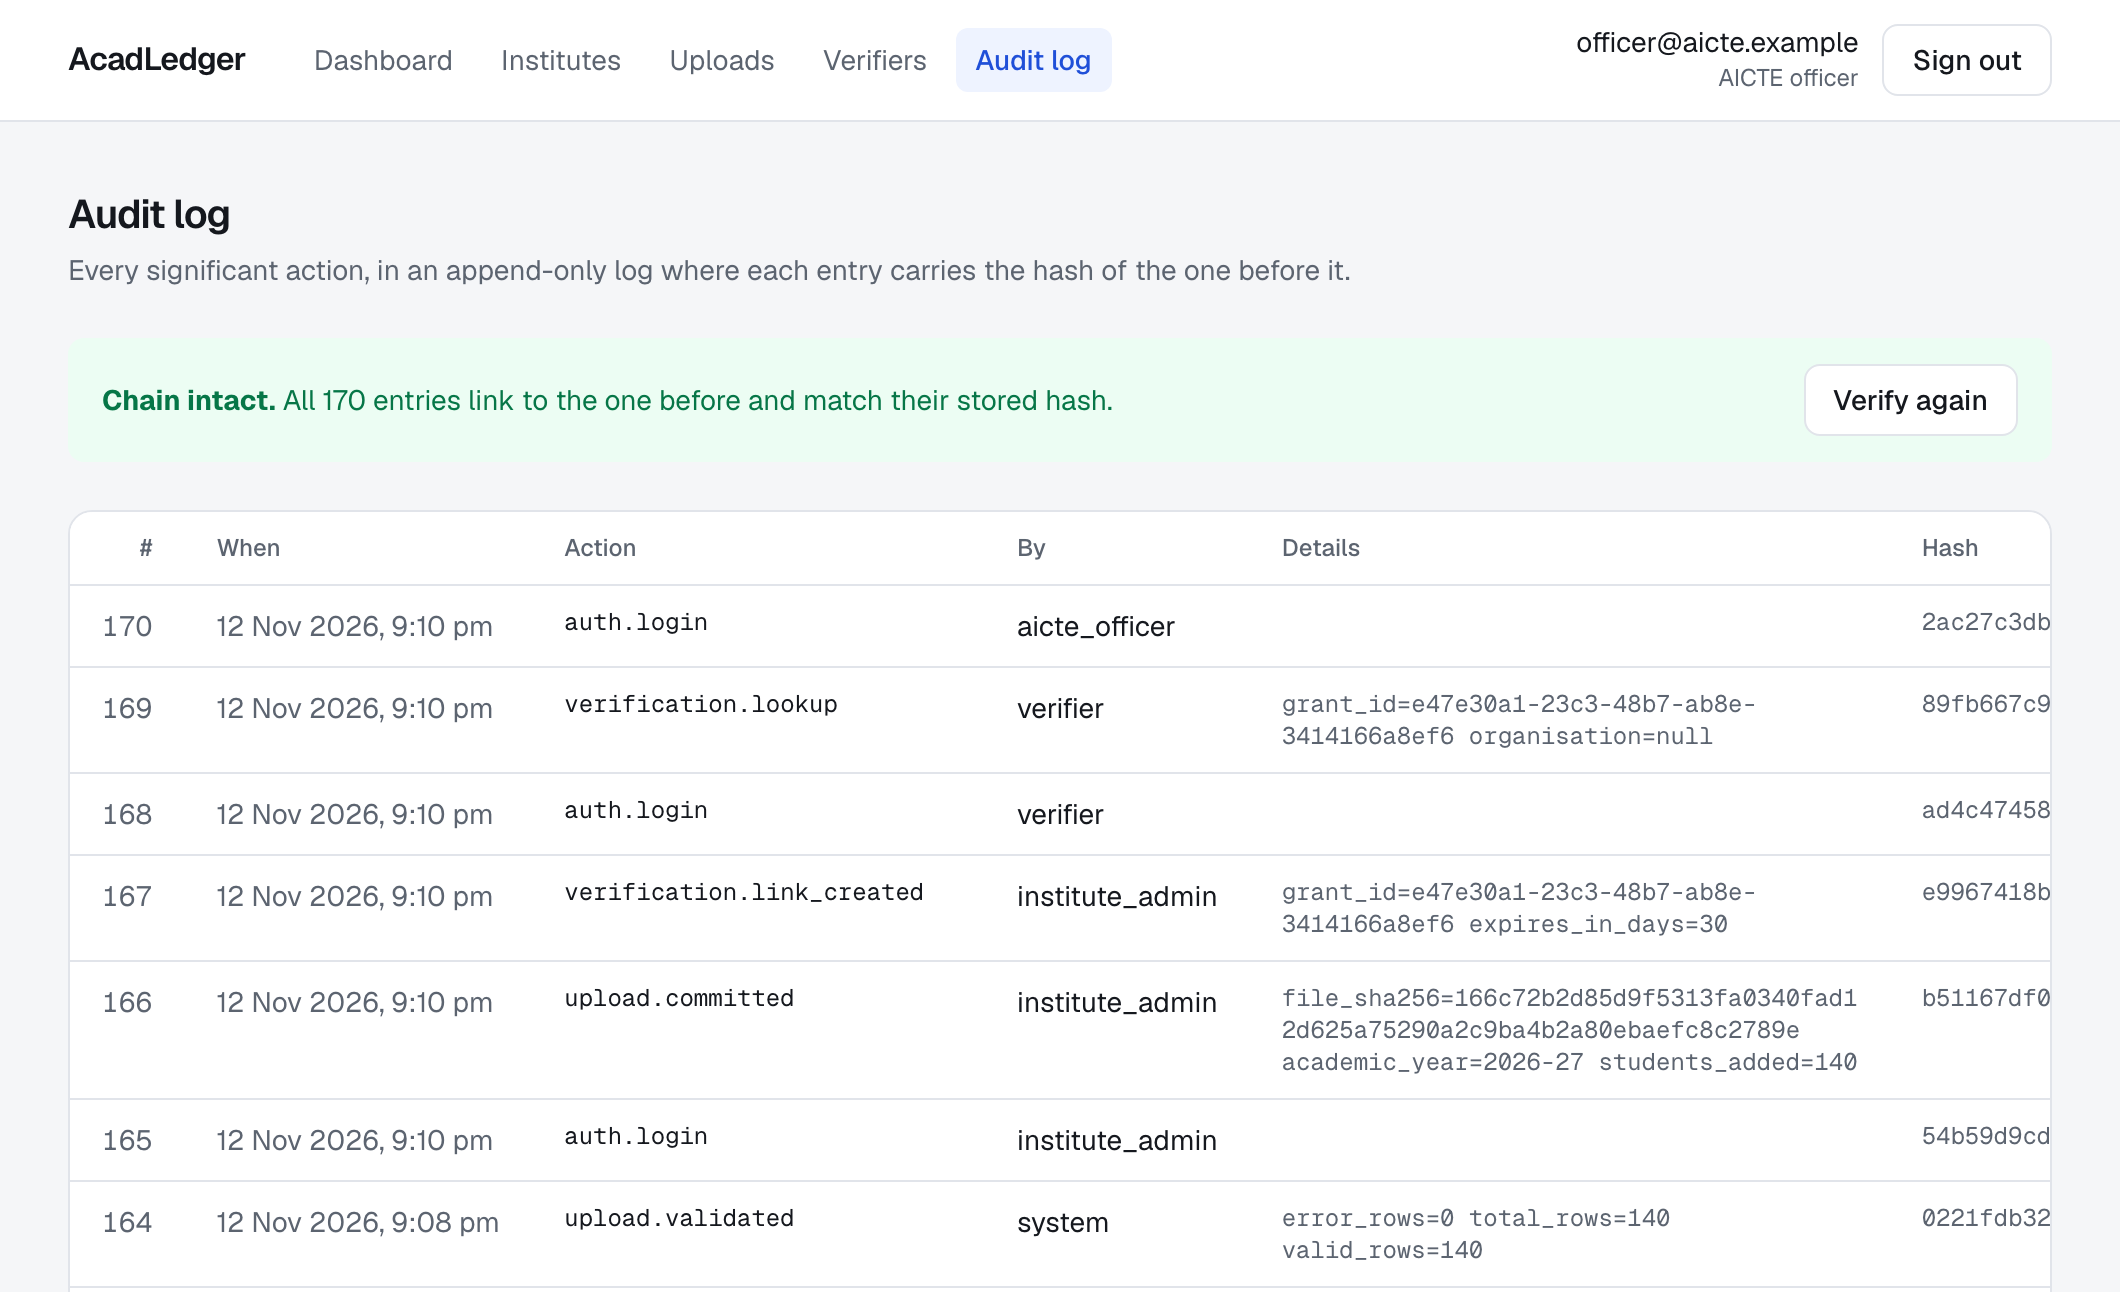 AcadLedger Dashboard Institutes Uploads Verifiers Audit log officer@aicte.example Sign out
AICTE officer
Audit log
Every significant action, in an append-only log where each entry carries the hash of the one before it.
Chain intact. All 170 entries link to the one before and match their stored hash. Verify again
# When Action By Details Hash
170 12 Nov 2026, 9:10 pm auth.login aicte_officer 2ac27c3db
169 12 Nov 2026, 9:10 pm verification.lookup verifier grant_id=e47e30a1-23c3-48b7-ab8e- 89fb667c9
3414166a8ef6 organisation=null
168 12 Nov 2026, 9:10 pm auth.login verifier ad4c47458
167 12 Nov 2026, 9:10 pm verification.link_created institute_admin grant_id=e47e30a1-23c3-48b7-ab8e- e9967418b
3414166a8ef6 expires_in_days=30
166 12 Nov 2026, 9:10 pm upload.committed institute_admin file_sha256=166c72b2d85d9f5313fa0340fad1 b51167df0
2d625a75290a2c9ba4b2a80ebaefc8c2789e
academic_year=2026-27 students_added=140
165 12 Nov 2026, 9:10 pm auth.login institute_admin 54b59d9cd
164 12 Nov 2026, 9:08 pm upload.validated system error_rows=0 total_rows=140 0221fdb32
valid_rows=140